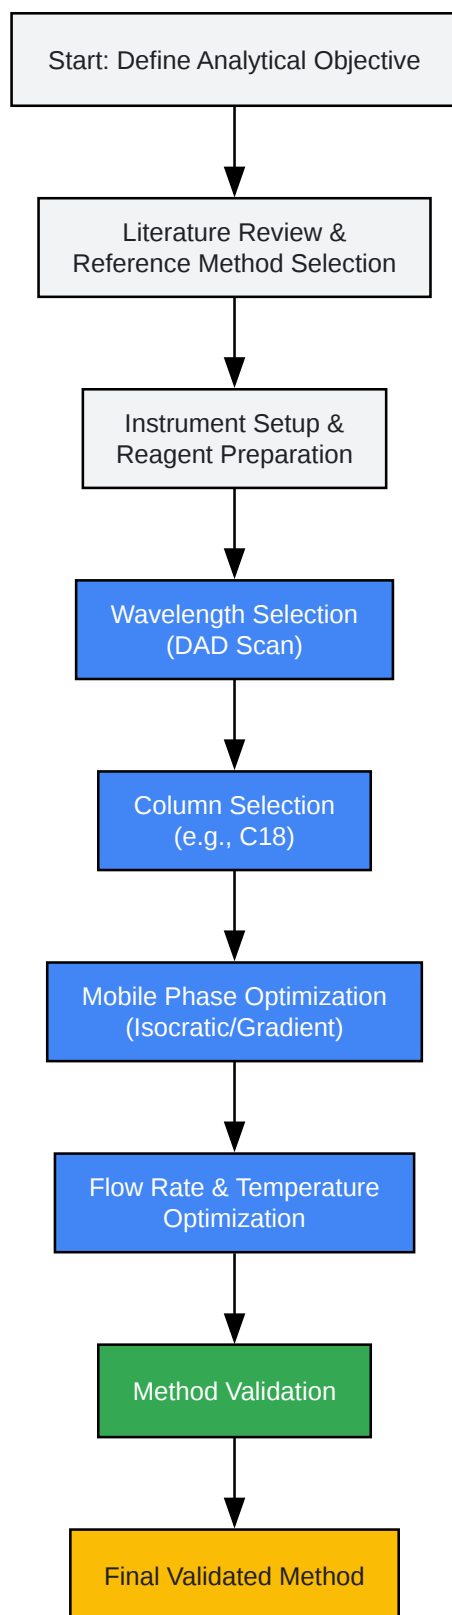 Start: Define Analytical Objective
Literature Review &
Reference Method Selection
Instrument Setup &
Reagent Preparation
Wavelength Selection
(DAD Scan)
Column Selection
(e.g., C18)
Mobile Phase Optimization
(Isocratic/Gradient)
Flow Rate & Temperature
Optimization
Method Validation
Final Validated Method